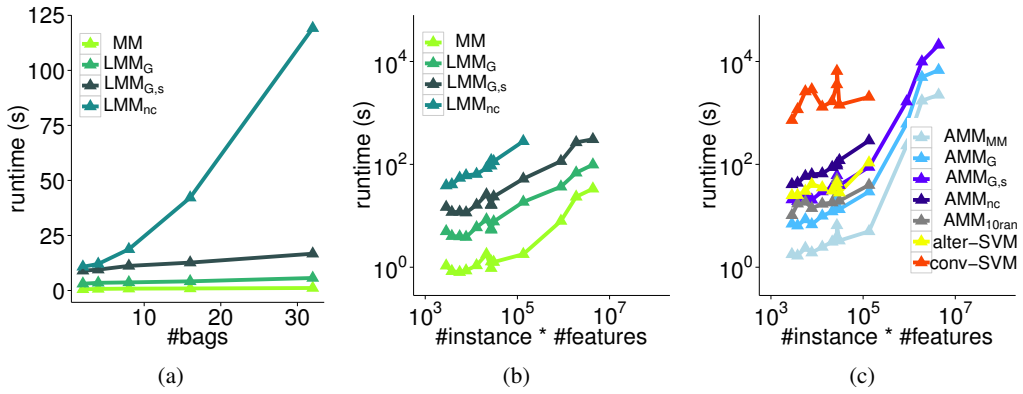 125
100
75
50
25
0
runtime (s)
MM
LMM_G
LMM_G,s
LMM_nc
10
20
30
#bags
(a)
10^4
10^2
10^0
runtime (s)
MM
LMM_G
LMM_G,s
LMM_nc
10^3
10^5
10^7
#instance * #features
(b)
10^4
10^2
10^0
runtime (s)
AMM_MM
AMM_G
AMM_G,s
AMM_nc
AMM_10ran
alter-SVM
conv-SVM
10^3
10^5
10^7
#instance * #features
(c)